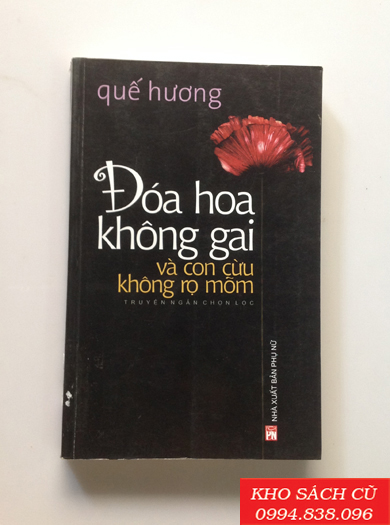 quế hương
Đóa hoa
không gai
và con cừu
không rọ mõm
TRUYỆN NGẮN CHỌN LỌC
NHÀ XUẤT BẢN PHỤ NỮ
PN
KHO SÁCH CŨ
0994.838.096